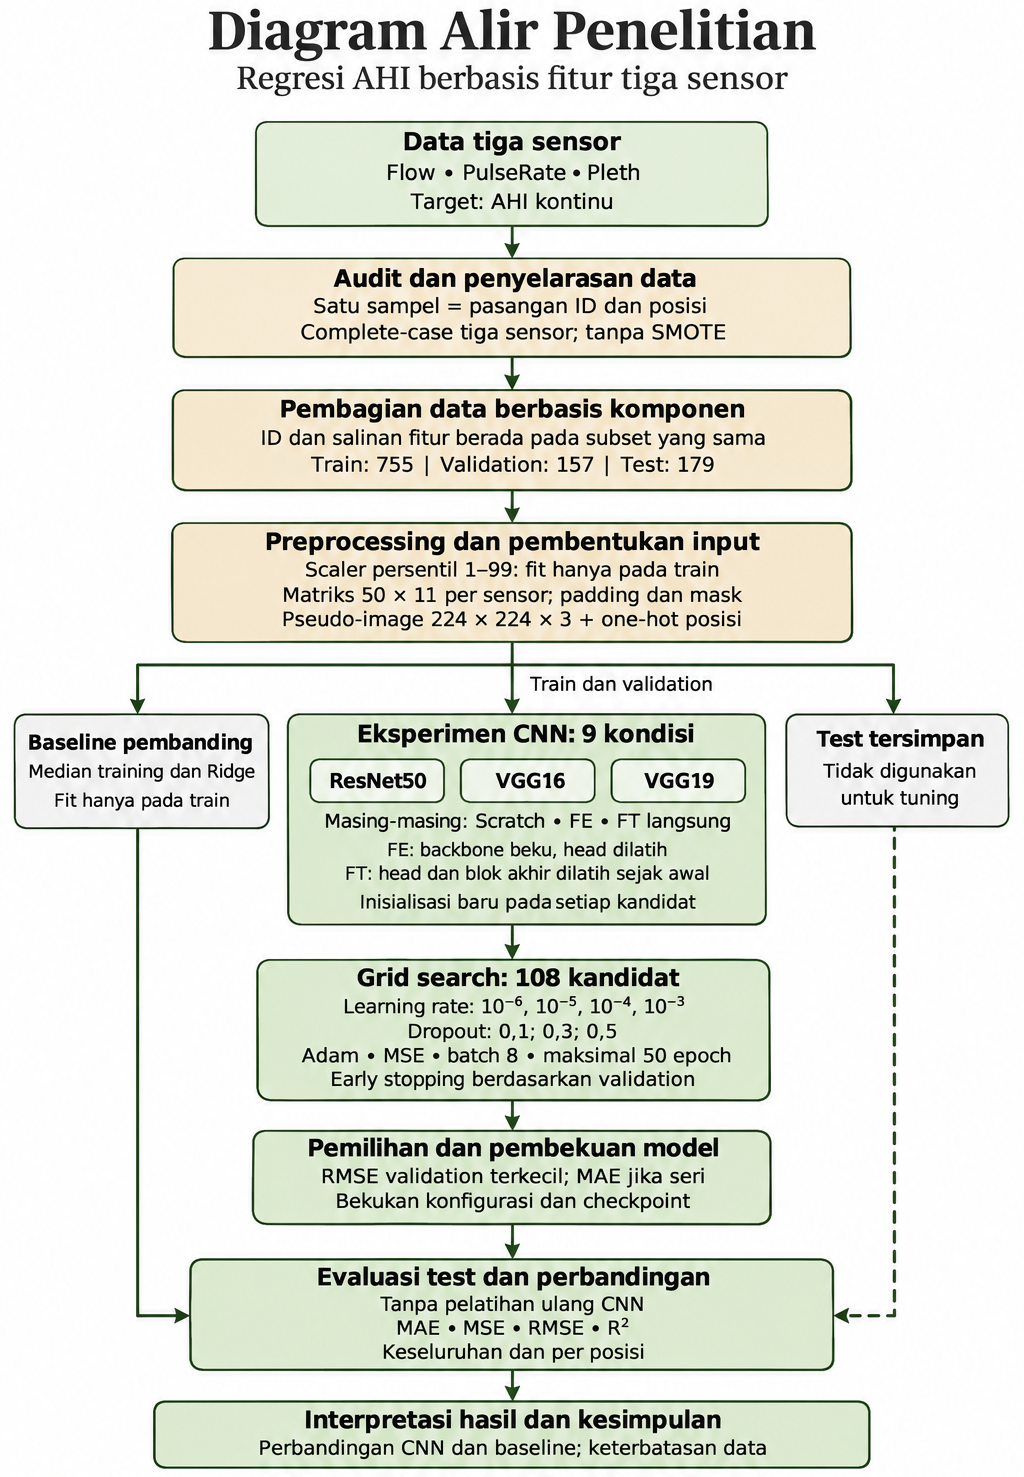 Diagram Alir Penelitian
Regresi AHI berbasis fitur tiga sensor
Data tiga sensor
Flow • PulseRate • Pleth
Target: AHI kontinu
Audit dan penyelarasan data
Satu sampel = pasangan ID dan posisi
Complete-case tiga sensor; tanpa SMOTE
Pembagian data berbasis komponen
ID dan salinan fitur berada pada subset yang sama
Train: 755 | Validation: 157 | Test: 179
Preprocessing dan pembentukan input
Scaler persentil 1–99: fit hanya pada train
Matriks 50 × 11 per sensor; padding dan mask
Pseudo-image 224 × 224 × 3 + one-hot posisi
Train dan validation
Baseline pembanding
Median training dan Ridge
Fit hanya pada train
Eksperimen CNN: 9 kondisi
ResNet50
VGG16
VGG19
Masing-masing: Scratch • FE • FT langsung
FE: backbone beku, head dilatih
FT: head dan blok akhir dilatih sejak awal
Inisialisasi baru pada setiap kandidat
Test tersimpan
Tidak digunakan
untuk tuning
Grid search: 108 kandidat
Learning rate: 10⁻⁶, 10⁻⁵, 10⁻⁴, 10⁻³
Dropout: 0,1; 0,3; 0,5
Adam • MSE • batch 8 • maksimal 50 epoch
Early stopping berdasarkan validation
Pemilihan dan pembekuan model
RMSE validation terkecil; MAE jika seri
Bekukan konfigurasi dan checkpoint
Evaluasi test dan perbandingan
Tanpa pelatihan ulang CNN
MAE • MSE • RMSE • R²
Keseluruhan dan per posisi
Interpretasi hasil dan kesimpulan
Perbandingan CNN dan baseline; keterbatasan data